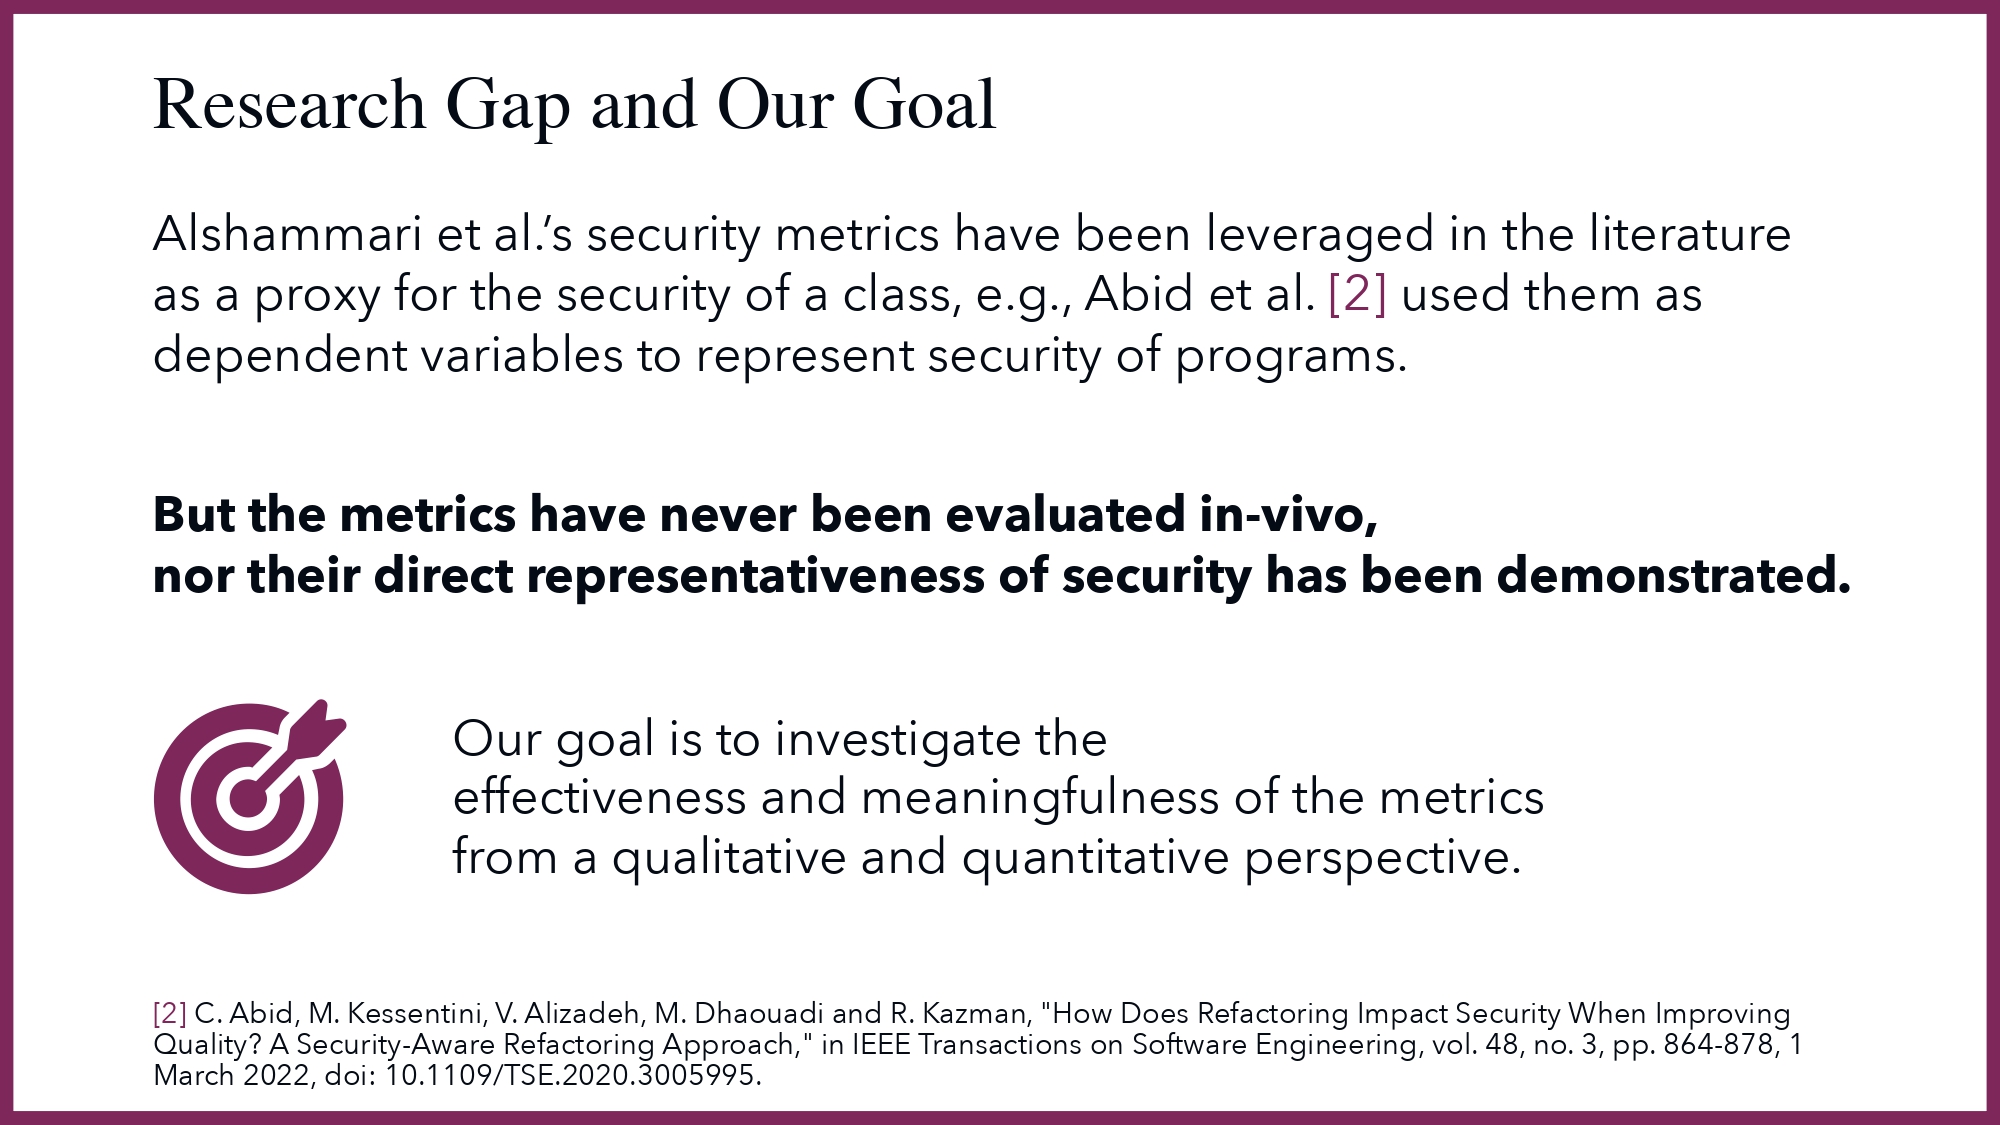 Research Gap and Our Goal
Alshammari et al.’s security metrics have been leveraged in the literature
as a proxy for the security of a class, e.g., Abid et al. [2] used them as
dependent variables to represent security of programs.
But the metrics have never been evaluated in-vivo,
nor their direct representativeness of security has been demonstrated.
Our goal is to investigate the
effectiveness and meaningfulness of the metrics
from a qualitative and quantitative perspective.
[2] C. Abid, M. Kessentini, V. Alizadeh, M. Dhaouadi and R. Kazman, "How Does Refactoring Impact Security When Improving
Quality? A Security-Aware Refactoring Approach," in IEEE Transactions on Software Engineering, vol. 48, no. 3, pp. 864-878, 1
March 2022, doi: 10.1109/TSE.2020.3005995.